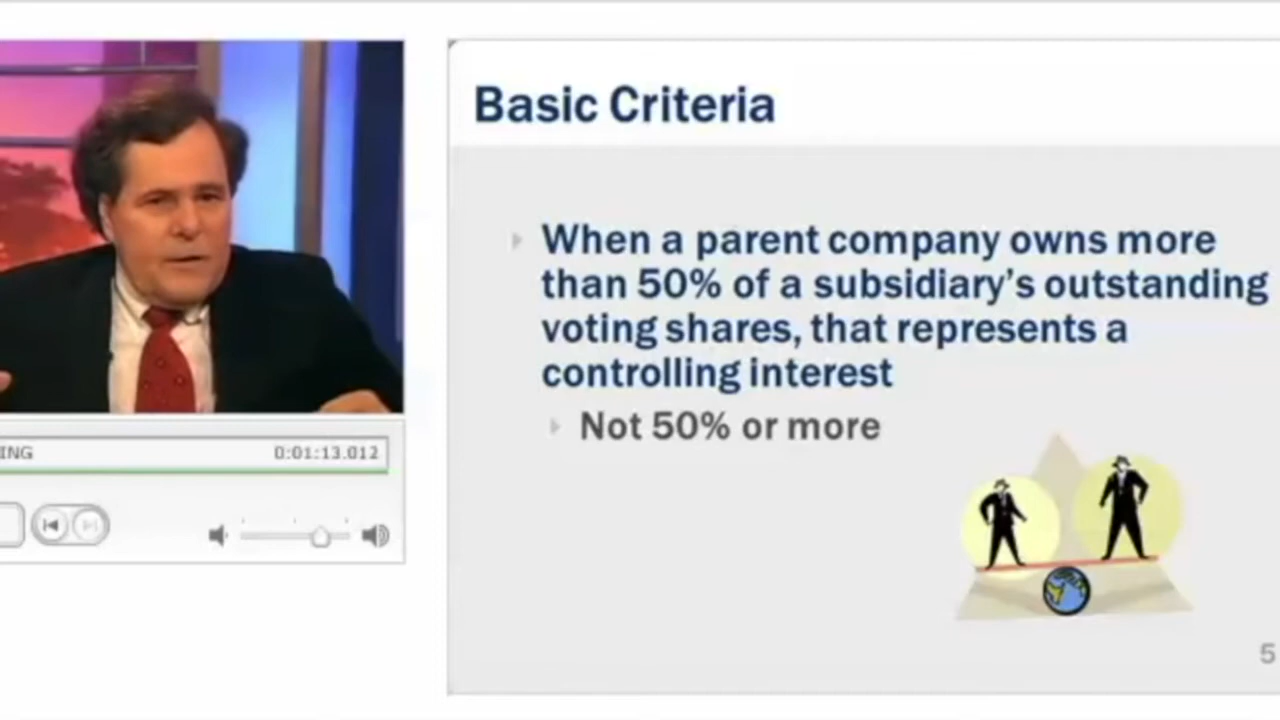 Basic Criteria
When a parent company owns more
than 50% of a subsidiary's outstanding
voting shares, that represents a
controlling interest
Not 50% or more
ING
0:01:13.012
5